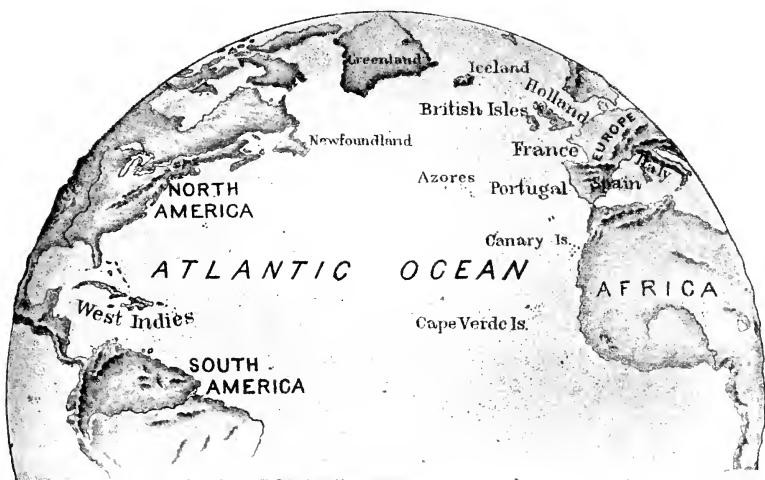 Greenland
Iceland
Holland
British Isles
EUROPE
Newfoundland
France
Italy
Azores
Portugal
Spain
NORTH
AMERICA
Canary Is.
ATLANTIC OCEAN
AFRICA
West Indies
Cape Verde Is.
SOUTH
AMERICA